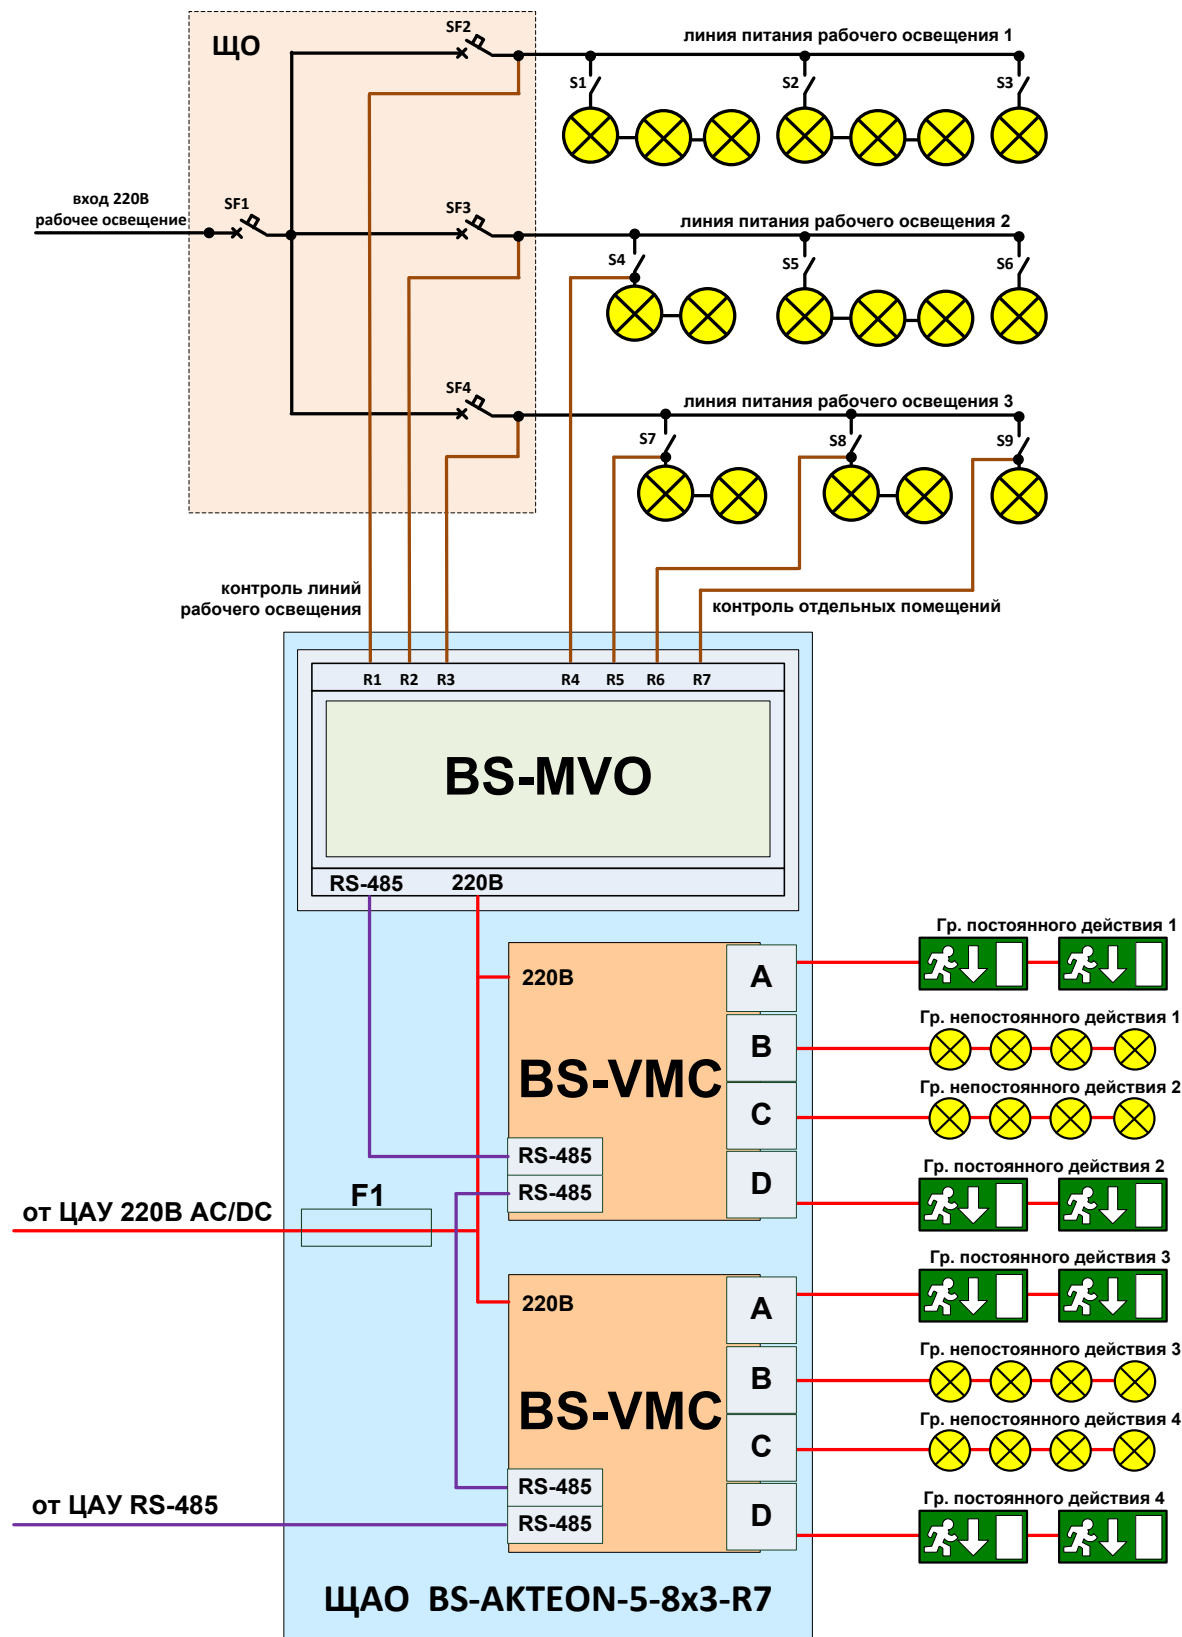 ЩО
SF2
линия питания рабочего освещения 1
S1
S2
S3
вход 220В
рабочее освещение
SF1
SF3
линия питания рабочего освещения 2
S4
S5
S6
SF4
линия питания рабочего освещения 3
S7
S8
S9
контроль линий
рабочего освещения
контроль отдельных помещений
R1 R2 R3 R4 R5 R6 R7
BS-MVO
RS-485 220В
220В
BS-VMC
A
B
C
D
RS-485
RS-485
Гр. постоянного действия 1
Гр. непостоянного действия 1
Гр. непостоянного действия 2
Гр. постоянного действия 2
F1
от ЦАУ 220В AC/DC
220В
BS-VMC
A
B
C
D
RS-485
RS-485
Гр. постоянного действия 3
Гр. непостоянного действия 3
Гр. непостоянного действия 4
Гр. постоянного действия 4
от ЦАУ RS-485
ЩАО BS-AKTEON-5-8x3-R7